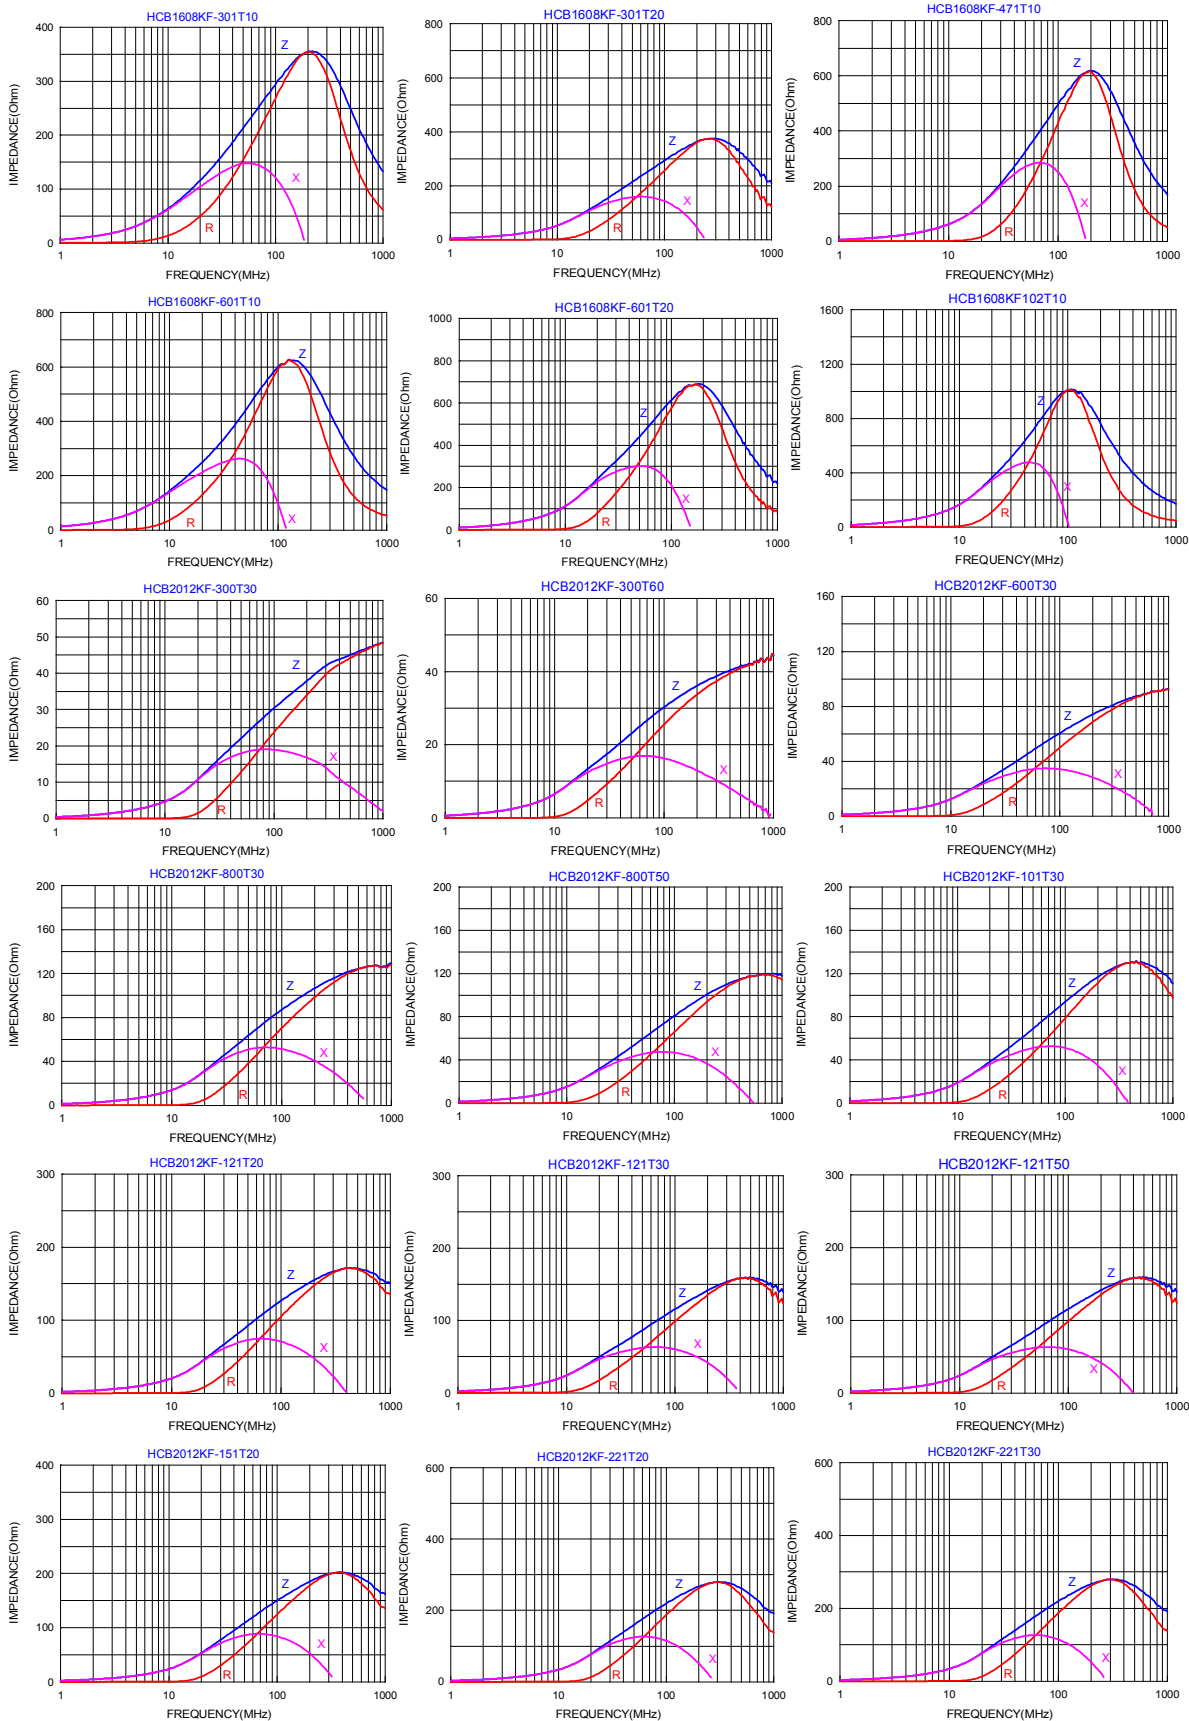 HCB1608KF-301T10
IMPEDANCE(Ohm)
400
300
200
100
0
Z
X
R
1 10 100 1000
FREQUENCY(MHz)
HCB1608KF-301T20
IMPEDANCE(Ohm)
800
600
400
200
0
Z
X
R
1 10 100 1000
FREQUENCY(MHz)
HCB1608KF-471T10
IMPEDANCE(Ohm)
800
600
400
200
0
Z
X
R
1 10 100 1000
FREQUENCY(MHz)
HCB1608KF-601T10
IMPEDANCE(Ohm)
800
600
400
200
0
Z
X
R
1 10 100 1000
FREQUENCY(MHz)
HCB1608KF-601T20
IMPEDANCE(Ohm)
1000
800
600
400
200
0
Z
X
R
1 10 100 1000
FREQUENCY(MHz)
HCB1608KF102T10
IMPEDANCE(Ohm)
1600
1200
800
400
0
Z
X
R
1 10 100 1000
FREQUENCY(MHz)
HCB2012KF-300T30
IMPEDANCE(Ohm)
60
50
40
30
20
10
0
Z
X
R
1 10 100 1000
FREQUENCY(MHz)
HCB2012KF-300T60
IMPEDANCE(Ohm)
60
40
20
0
Z
X
R
1 10 100 1000
FREQUENCY(MHz)
HCB2012KF-600T30
IMPEDANCE(Ohm)
160
120
80
40
0
Z
X
R
1 10 100 1000
FREQUENCY(MHz)
HCB2012KF-800T30
IMPEDANCE(Ohm)
200
160
120
80
40
0
Z
X
R
1 10 100 1000
FREQUENCY(MHz)
HCB2012KF-800T50
IMPEDANCE(Ohm)
200
160
120
80
40
0
Z
X
R
1 10 100 1000
FREQUENCY(MHz)
HCB2012KF-101T30
IMPEDANCE(Ohm)
200
160
120
80
40
0
Z
X
R
1 10 100 1000
FREQUENCY(MHz)
HCB2012KF-121T20
IMPEDANCE(Ohm)
300
200
100
0
Z
X
R
1 10 100 1000
FREQUENCY(MHz)
HCB2012KF-121T30
IMPEDANCE(Ohm)
300
200
100
0
Z
X
R
1 10 100 1000
FREQUENCY(MHz)
HCB2012KF-121T50
IMPEDANCE(Ohm)
300
200
100
0
Z
X
R
1 10 100 1000
FREQUENCY(MHz)
HCB2012KF-151T20
IMPEDANCE(Ohm)
400
300
200
100
0
Z
X
R
1 10 100 1000
FREQUENCY(MHz)
HCB2012KF-221T20
IMPEDANCE(Ohm)
600
400
200
0
Z
X
R
1 10 100 1000
FREQUENCY(MHz)
HCB2012KF-221T30
IMPEDANCE(Ohm)
600
400
200
0
Z
X
R
1 10 100 1000
FREQUENCY(MHz)